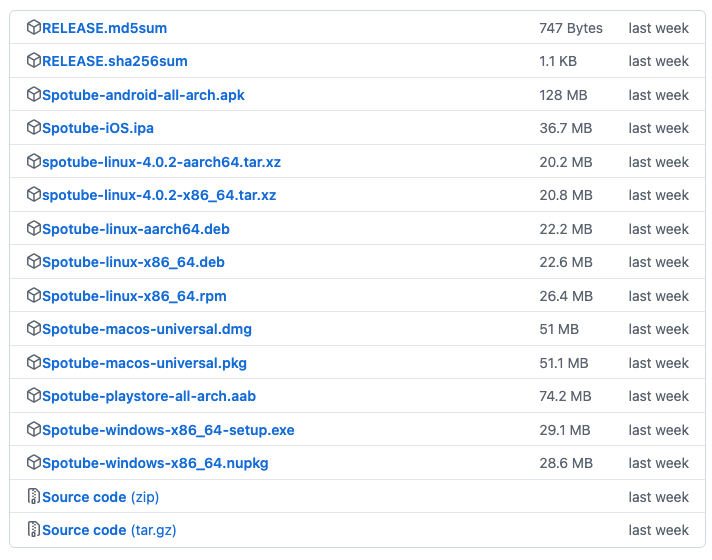 RELEASE.md5sum 747 Bytes last week
RELEASE.sha256sum 1.1 KB last week
Spotube-android-all-arch.apk 128 MB last week
Spotube-iOS.ipa 36.7 MB last week
spotube-linux-4.0.2-aarch64.tar.xz 20.2 MB last week
spotube-linux-4.0.2-x86_64.tar.xz 20.8 MB last week
Spotube-linux-aarch64.deb 22.2 MB last week
Spotube-linux-x86_64.deb 22.6 MB last week
Spotube-linux-x86_64.rpm 26.4 MB last week
Spotube-macos-universal.dmg 51 MB last week
Spotube-macos-universal.pkg 51.1 MB last week
Spotube-playstore-all-arch.aab 74.2 MB last week
Spotube-windows-x86_64-setup.exe 29.1 MB last week
Spotube-windows-x86_64.nupkg 28.6 MB last week
Source code (zip) last week
Source code (tar.gz) last week